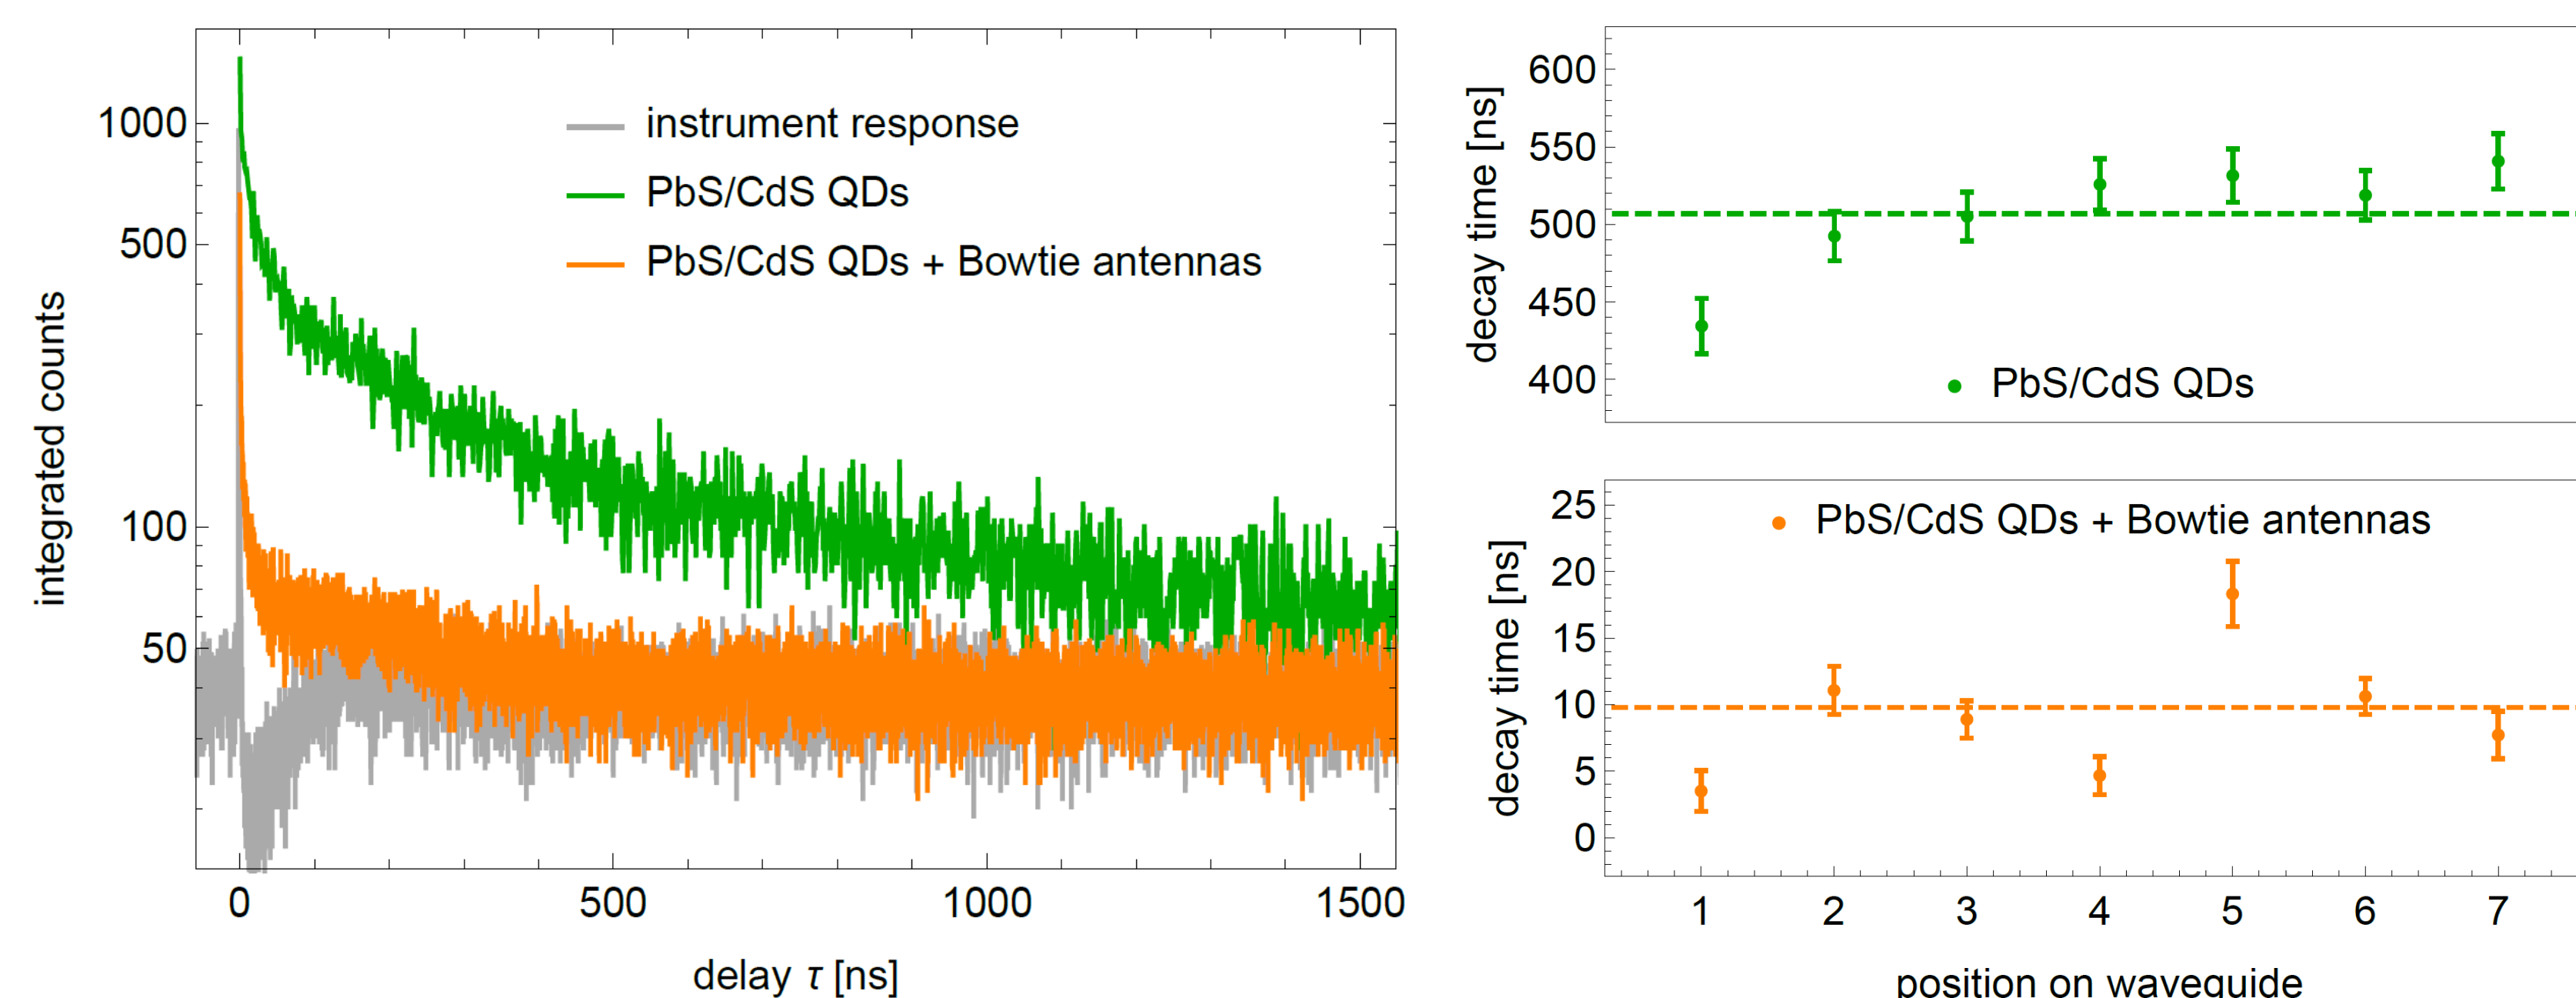 integrated counts
1000
500
100
50
instrument response
PbS/CdS QDs
PbS/CdS QDs + Bowtie antennas
0 500 1000 1500
delay τ [ns]
decay time [ns]
600
550
500
450
400
PbS/CdS QDs
decay time [ns]
25
20
15
10
5
0
PbS/CdS QDs + Bowtie antennas
1 2 3 4 5 6 7
position on waveguide